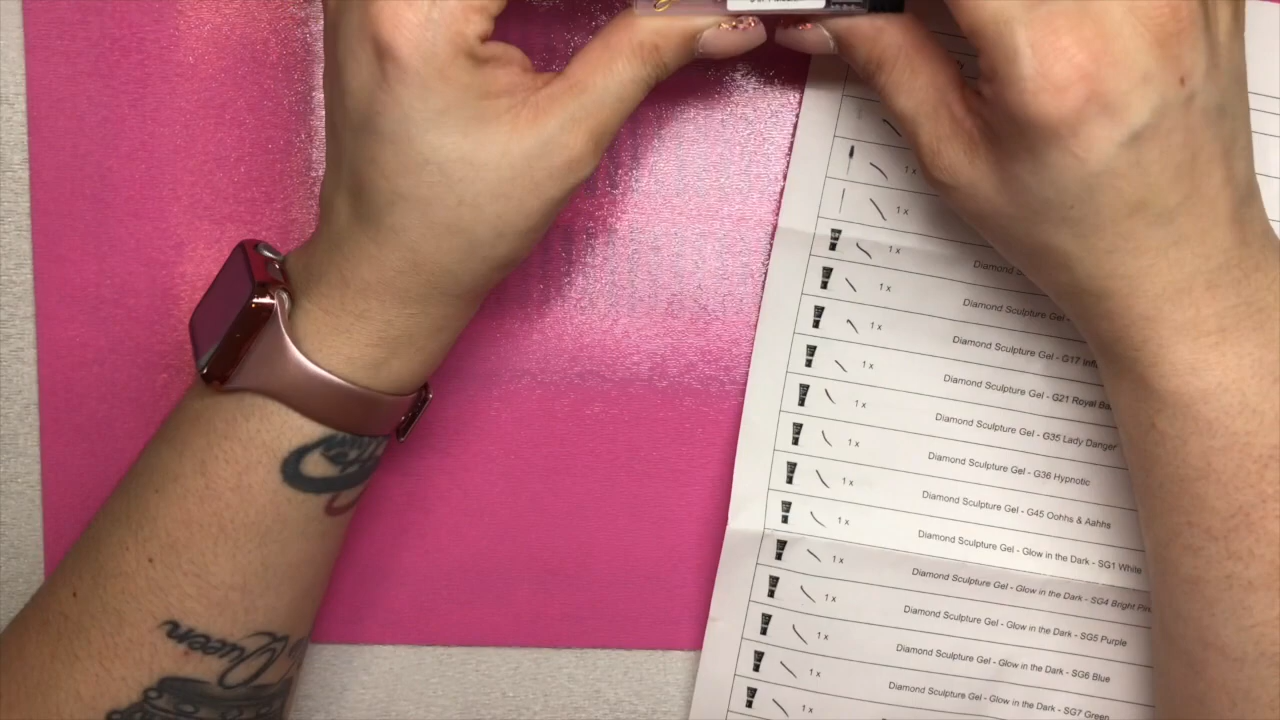 1 x
1 x
1 x
Diamond
1 x
Diamond Sculpture Gel -
1 x
Diamond Sculpture Gel - G17
1 x
Diamond Sculpture Gel - G21 Royal
1 x
Diamond Sculpture Gel - G35 Lady Danger
1 x
Diamond Sculpture Gel - G36 Hypnotic
1 x
Diamond Sculpture Gel - G45 Oohhs & Aahhs
1 x
Diamond Sculpture Gel - Glow in the Dark - SG1 White
1 x
Diamond Sculpture Gel - Glow in the Dark - SG4 Bright
1 x
Diamond Sculpture Gel - Glow in the Dark - SG5 Purple
1 x
Diamond Sculpture Gel - Glow in the Dark - SG6 Blue
1 x
Diamond Sculpture Gel - Glow in the Dark - SG7 Green
1 x
Queen